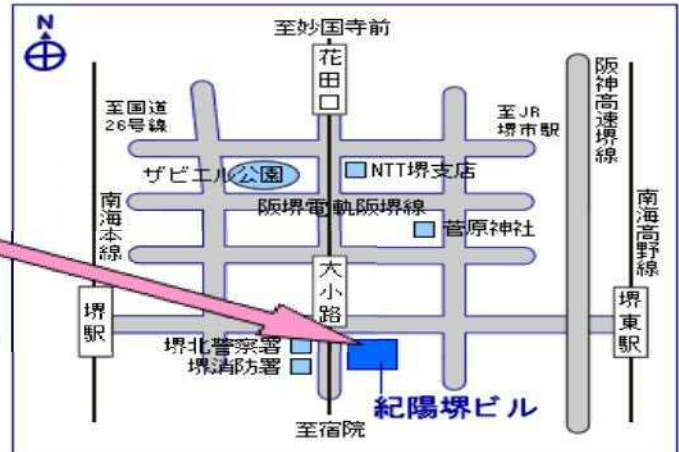 N
至妙国寺前
花田口
阪神高速堺線
至国道
26号線
至JR
堺市駅
ザビエル公園
NTT堺支店
南海本線
阪堺電軌阪堺線
菅原神社
南海高野線
大小路
堺駅
堺東駅
堺北警察署
堺消防署
紀陽堺ビル
至宿院